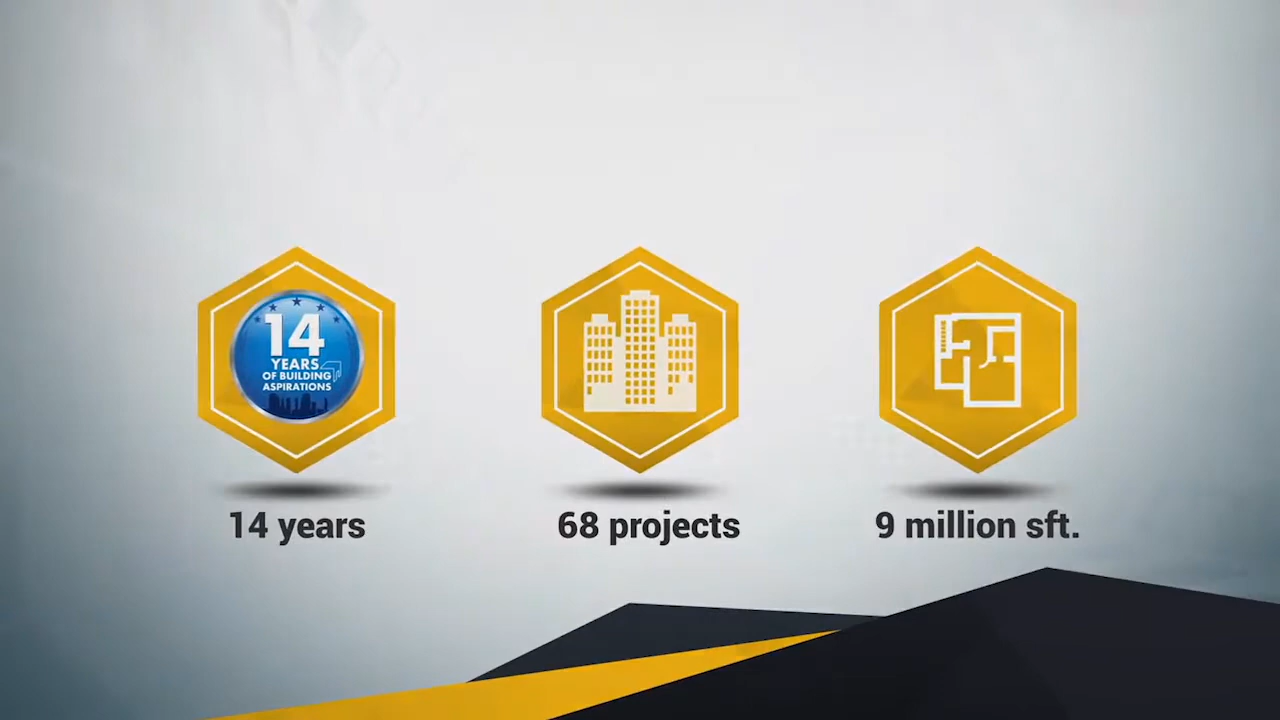 14
YEARS
OF BUILDING
ASPIRATIONS
14 years
68 projects
9 million sft.